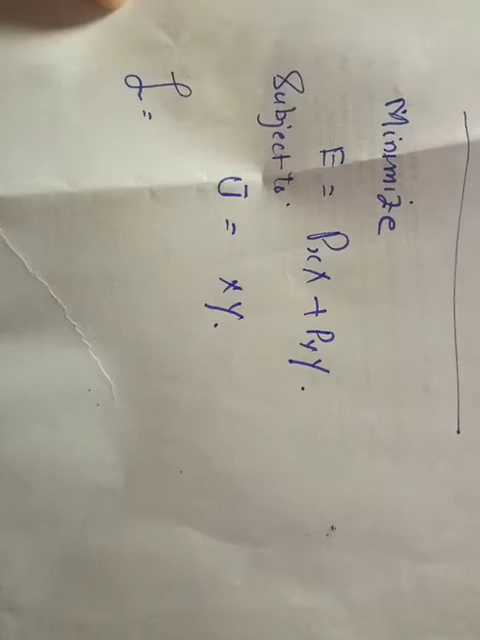 Minimize
E = PxX + Pyy.
Subject to.
Ū = xy.
ℒ =